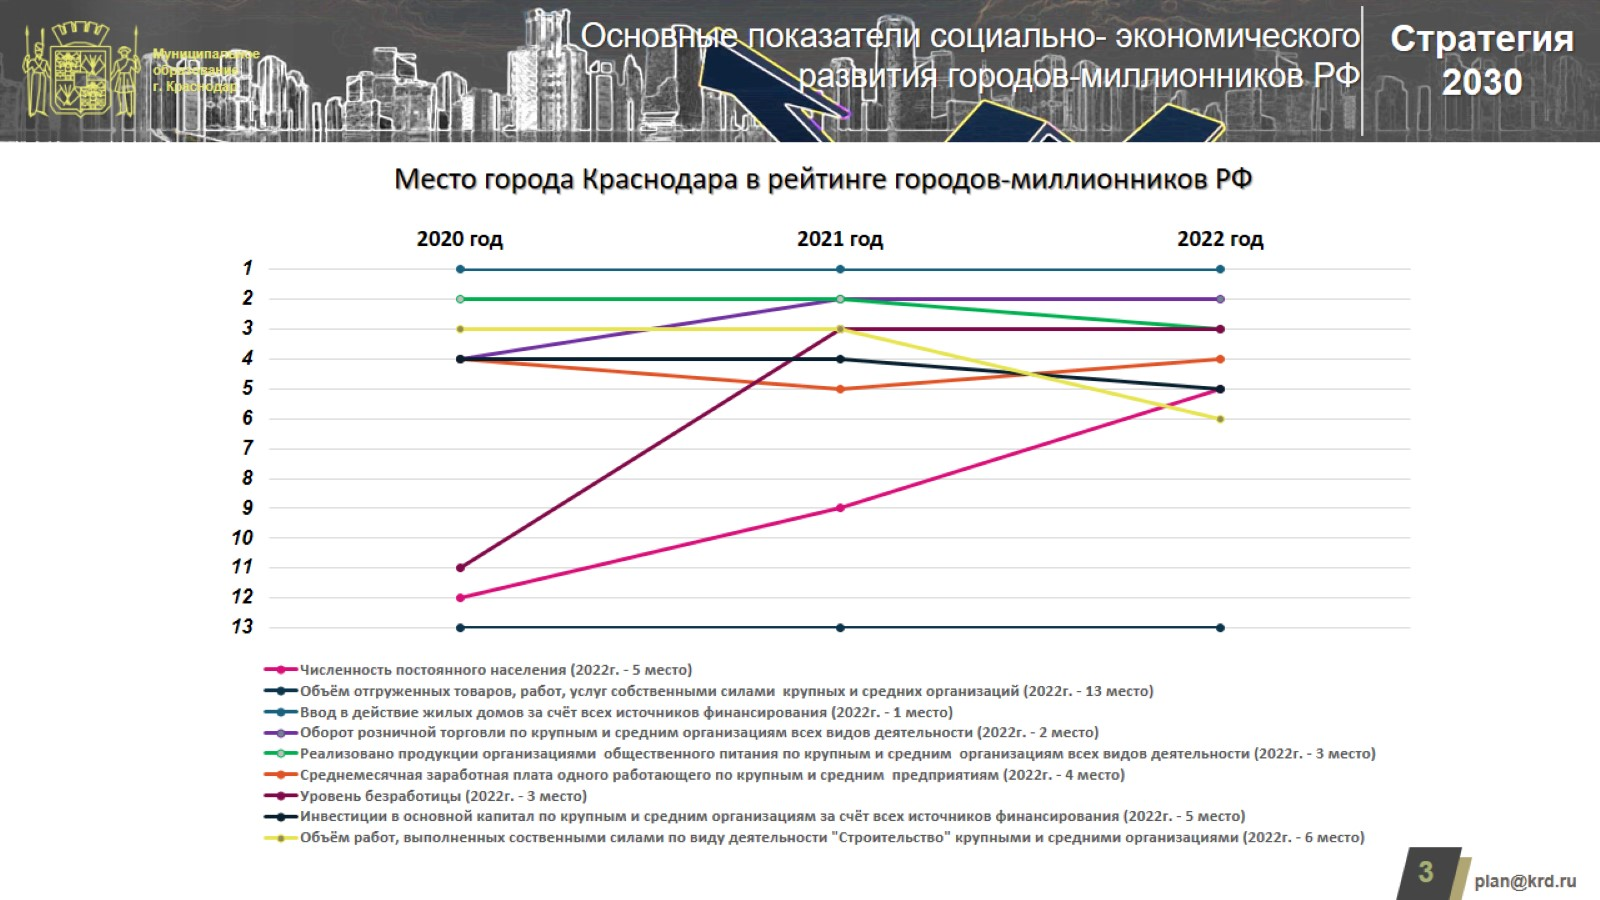 Муниципальное
образование
г. Краснодар
Основные показатели социально- экономического
развития городов-миллионников РФ
Стратегия
2030
Место города Краснодара в рейтинге городов-миллионников РФ
2020 год 2021 год 2022 год
1
2
3
4
5
6
7
8
9
10
11
12
13
Численность постоянного населения (2022г. - 5 место)
Объём отгруженных товаров, работ, услуг собственными силами крупных и средних организаций (2022г. - 13 место)
Ввод в действие жилых домов за счёт всех источников финансирования (2022г. - 1 место)
Оборот розничной торговли по крупным и средним организациям всех видов деятельности (2022г. - 2 место)
Реализовано продукции организациями общественного питания по крупным и средним организациям всех видов деятельности (2022г. - 3 место)
Среднемесячная заработная плата одного работающего по крупным и средним предприятиям (2022г. - 4 место)
Уровень безработицы (2022г. - 3 место)
Инвестиции в основной капитал по крупным и средним организациям за счёт всех источников финансирования (2022г. - 5 место)
Объём работ, выполненных соственными силами по виду деятельности "Строительство" крупными и средними организациями (2022г. - 6 место)
3
plan@krd.ru